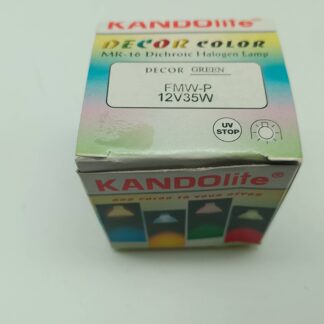 KANDOlite®
DECOR COLOR
MR-16 Dichroic Halogen Lamp
DECOR GREEN
FMW-P
12V35W
UV
STOP
KANDOlite®